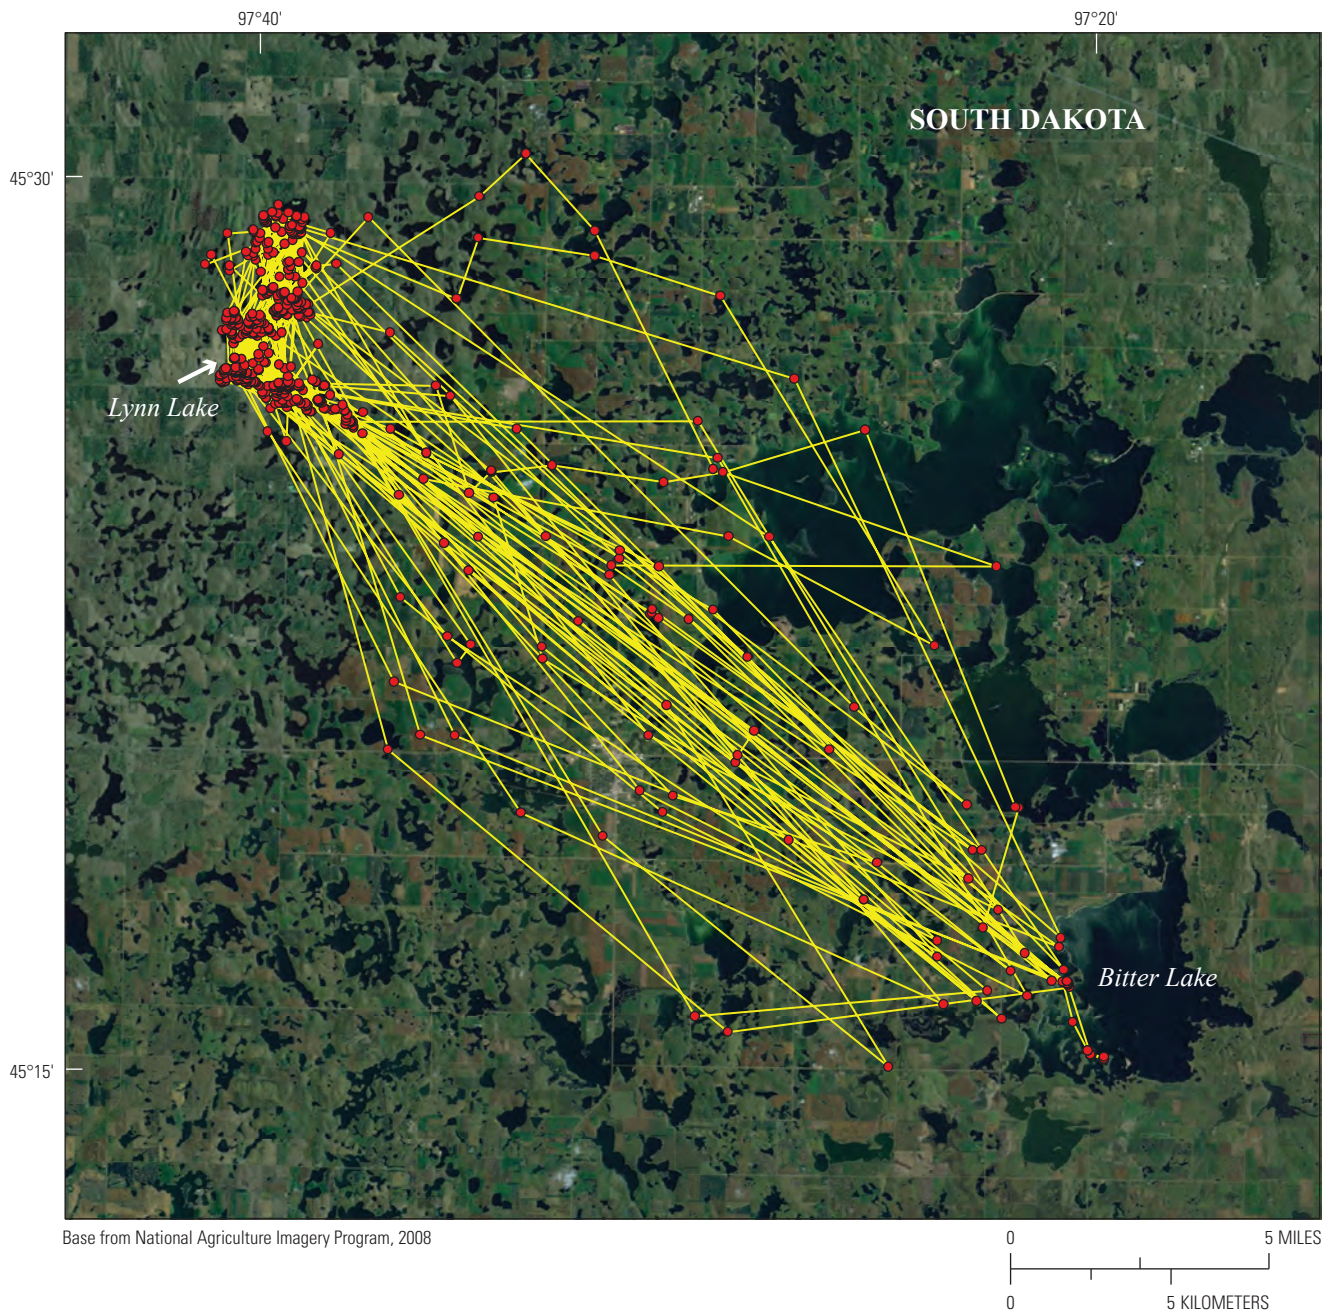 97°40'
97°20'
SOUTH DAKOTA
45°30'
Lynn Lake
Bitter Lake
45°15'
Base from National Agriculture Imagery Program, 2008
0 5 MILES
0 5 KILOMETERS